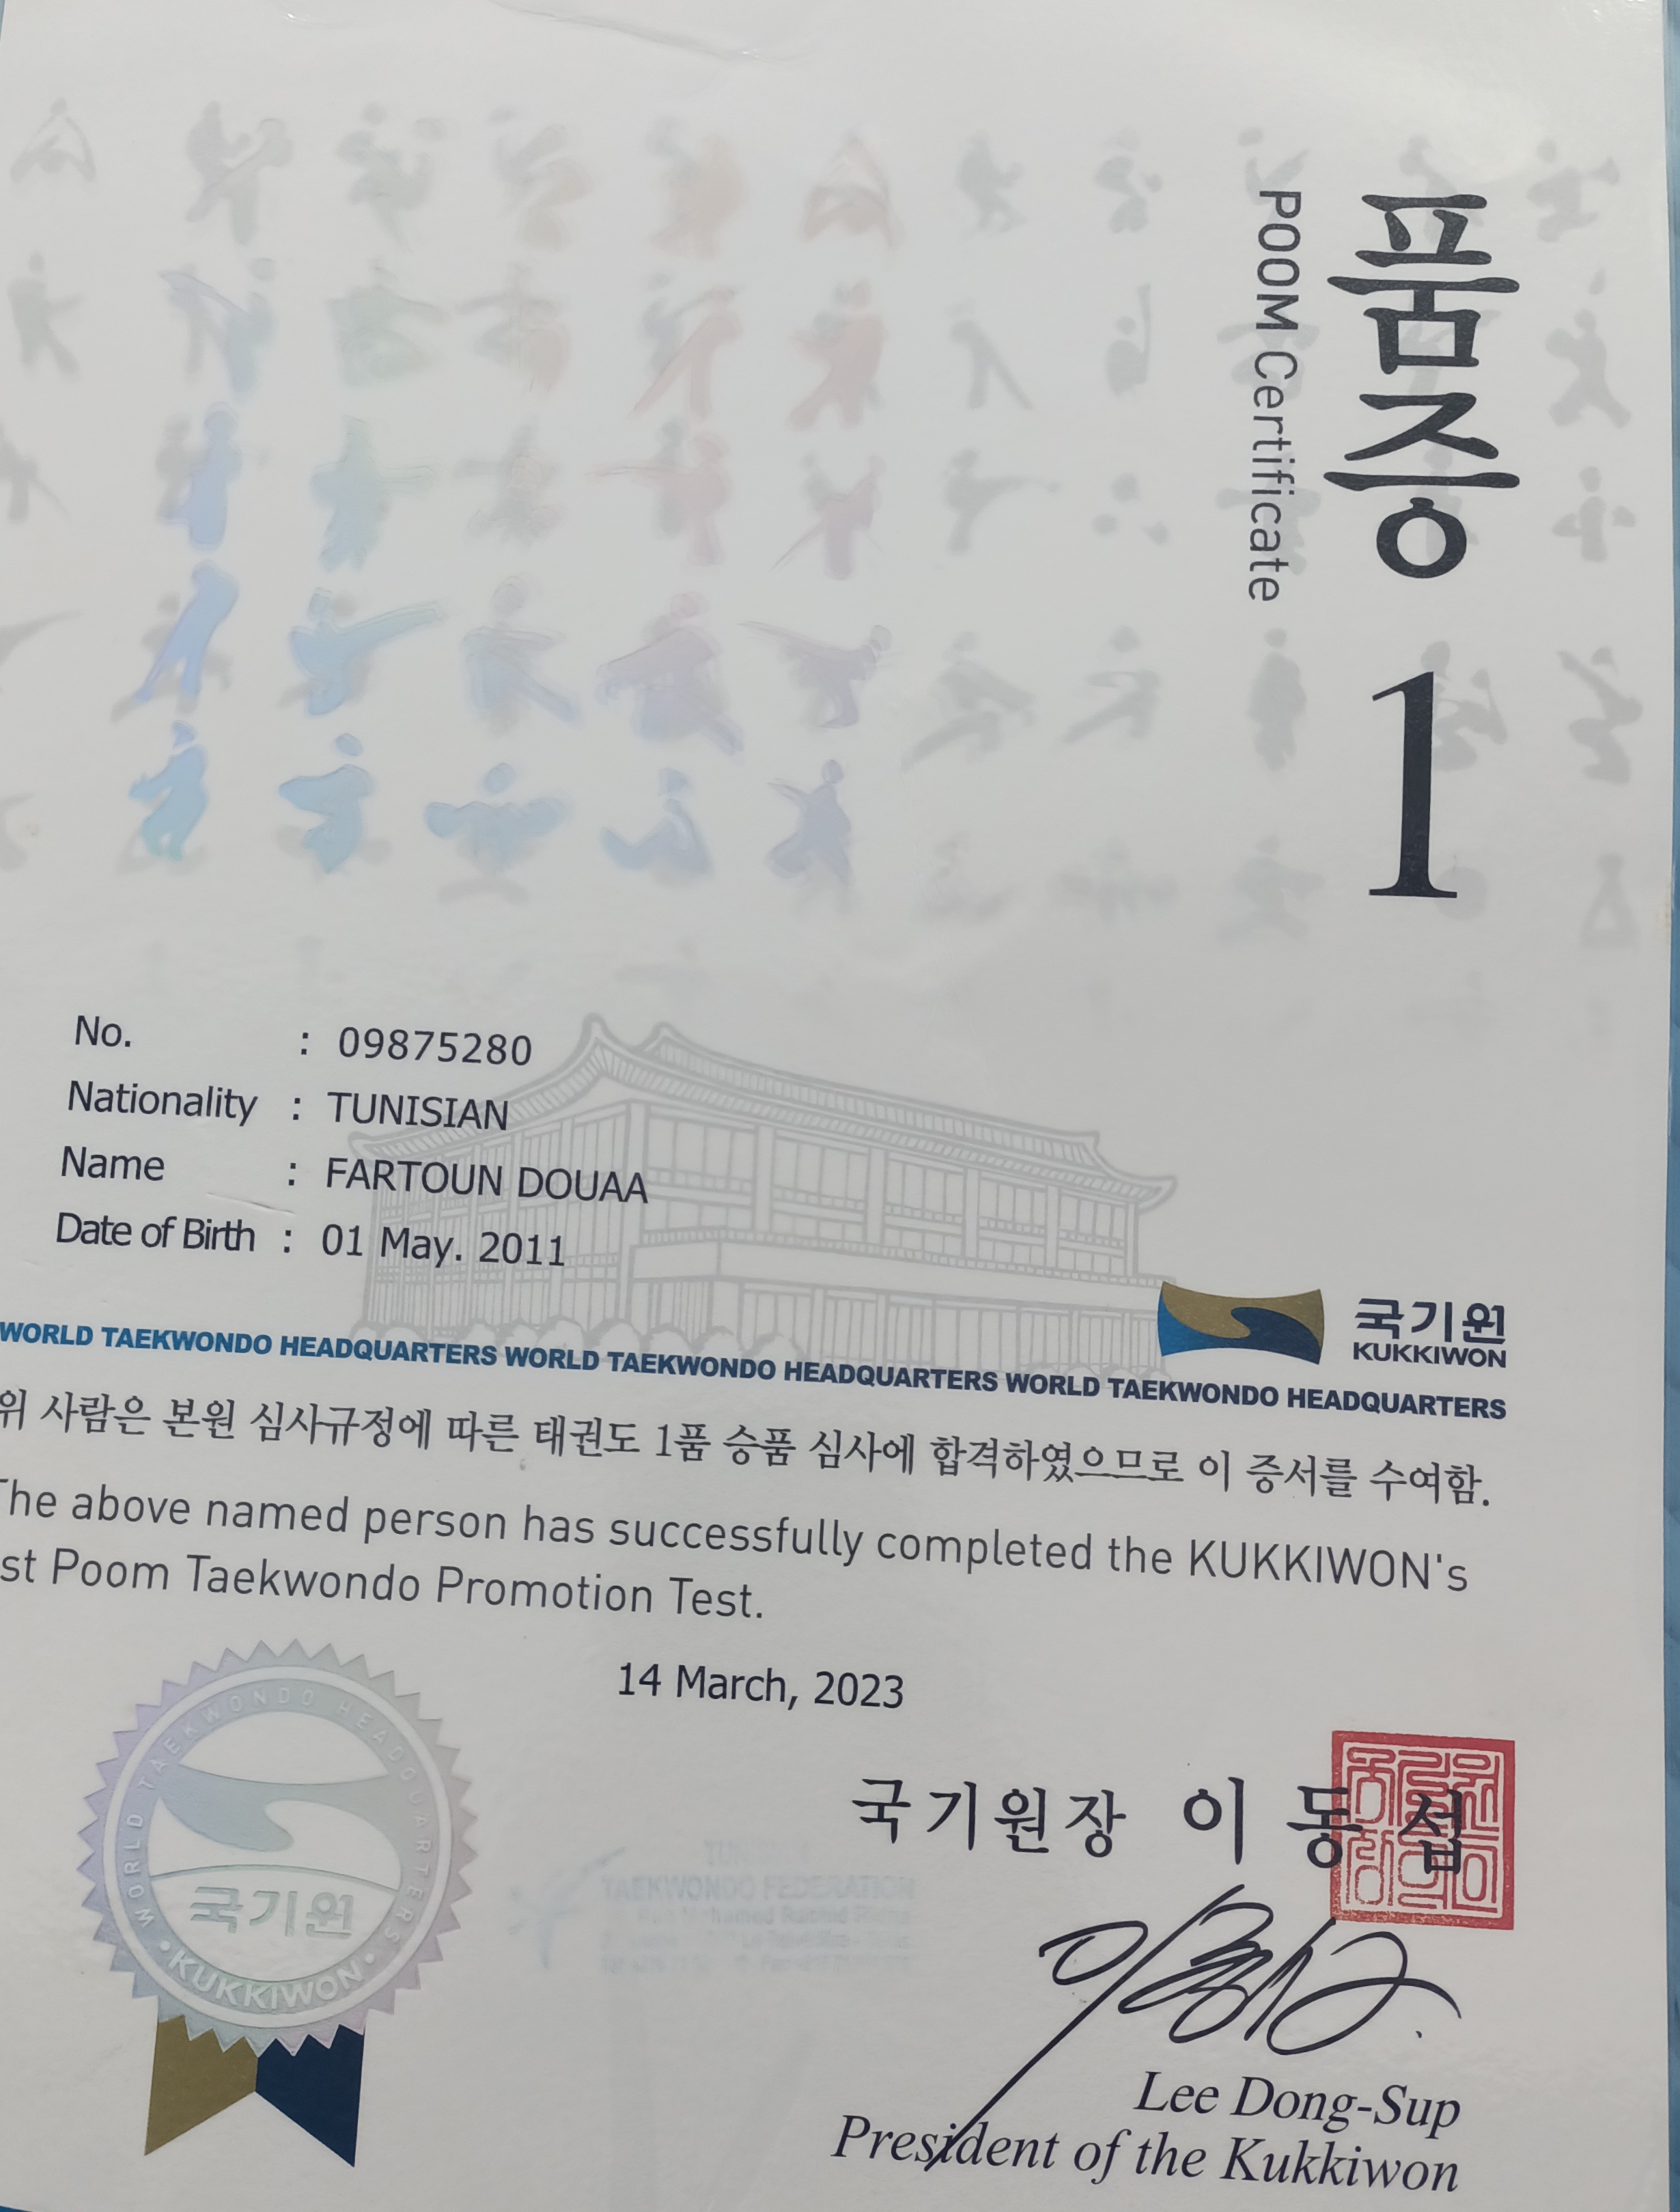 품증 1
POOM Certificate
No. : 09875280
Nationality : TUNISIAN
Name : FARTOUN DOUAA
Date of Birth : 01 May. 2011
국기원
KUKKIWON
WORLD TAEKWONDO HEADQUARTERS WORLD TAEKWONDO HEADQUARTERS WORLD TAEKWONDO HEADQUARTERS
위 사람은 본원 심사규정에 따른 태권도 1품 승품 심사에 합격하였으므로 이 증서를 수여함.
The above named person has successfully completed the KUKKIWON's
st Poom Taekwondo Promotion Test.
14 March, 2023
국기원장 이동섭
WORLD TAEKWONDO HEADQUARTERS
국기원
•KUKKIWON•
TAEKWONDO FEDERATION
Lee Dong-Sup
President of the Kukkiwon